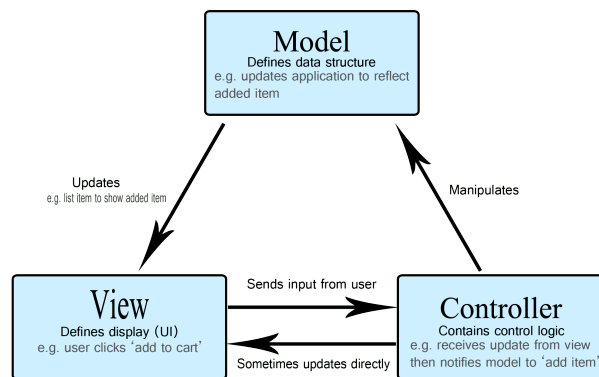 Model
Defines data structure
e.g. updates application to reflect
added item
Updates
e.g. list item to show added item
Manipulates
View
Defines display (UI)
e.g. user clicks ‘add to cart’
Sends input from user
Sometimes updates directly
Controller
Contains control logic
e.g. receives update from view
then notifies model to ‘add item’